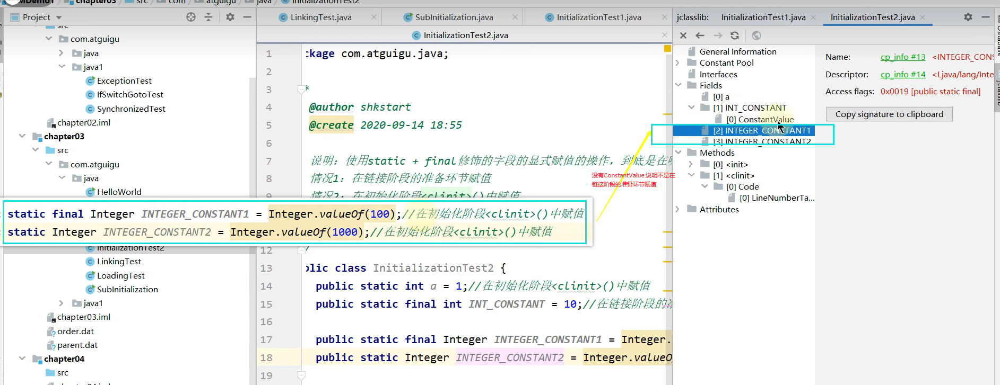 MDemo1 chapter03 src com atguigu java InitializationTest2
Project
src
com.atguigu
java
java1
ExceptionTest
IfSwitchGotoTest
SynchronizedTest
chapter02.iml
chapter03
src
com.atguigu
java
HelloWorld
InitializationTest2
LinkingTest
LoadingTest
SubInitialization
java1
chapter03.iml
order.dat
parent.dat
chapter04
src
LinkingTest.java
SubInitialization.java
InitializationTest1.java
InitializationTest2.java
1 ckage com.atguigu.java;
2
3 *
4 @author shkstart
5 @create 2020-09-14 18:55
6
7 说明：使用static + final修饰的字段的显式赋值的操作，到底是在
8 情况1：在链接阶段的准备环节赋值
情况2：在初始化阶段<clinit>()中赋值
static final Integer INTEGER_CONSTANT1 = Integer.valueOf(100);//在初始化阶段<clinit>()中赋值
static Integer INTEGER_CONSTANT2 = Integer.valueOf(1000);//在初始化阶段<clinit>()中赋值
12 /
13 blic class InitializationTest2 {
14 public static int a = 1;//在初始化阶段<clinit>()中赋值
15 public static final int INT_CONSTANT = 10;//在链接阶段的
16
17 public static final Integer INTEGER_CONSTANT1 = Integer.
18 public static Integer INTEGER_CONSTANT2 = Integer.valueO
19
没有ConstantValue.说明不是在
链接阶段的准备环节赋值
jclasslib: InitializationTest1.java InitializationTest2.java
General Information
Constant Pool
Interfaces
Fields
[0] a
[1] INT_CONSTANT
[0] ConstantValue
[2] INTEGER_CONSTANT1
[3] INTEGER_CONSTANT2
Methods
[0] <init>
[1] <clinit>
[0] Code
[0] LineNumberTa...
Attributes
Name: cp_info #13 <INTEGER_CONS
Descriptor: cp_info #14 <Ljava/lang/Inte
Access flags: 0x0019 [public static final]
Copy signature to clipboard
Database
jclasslib